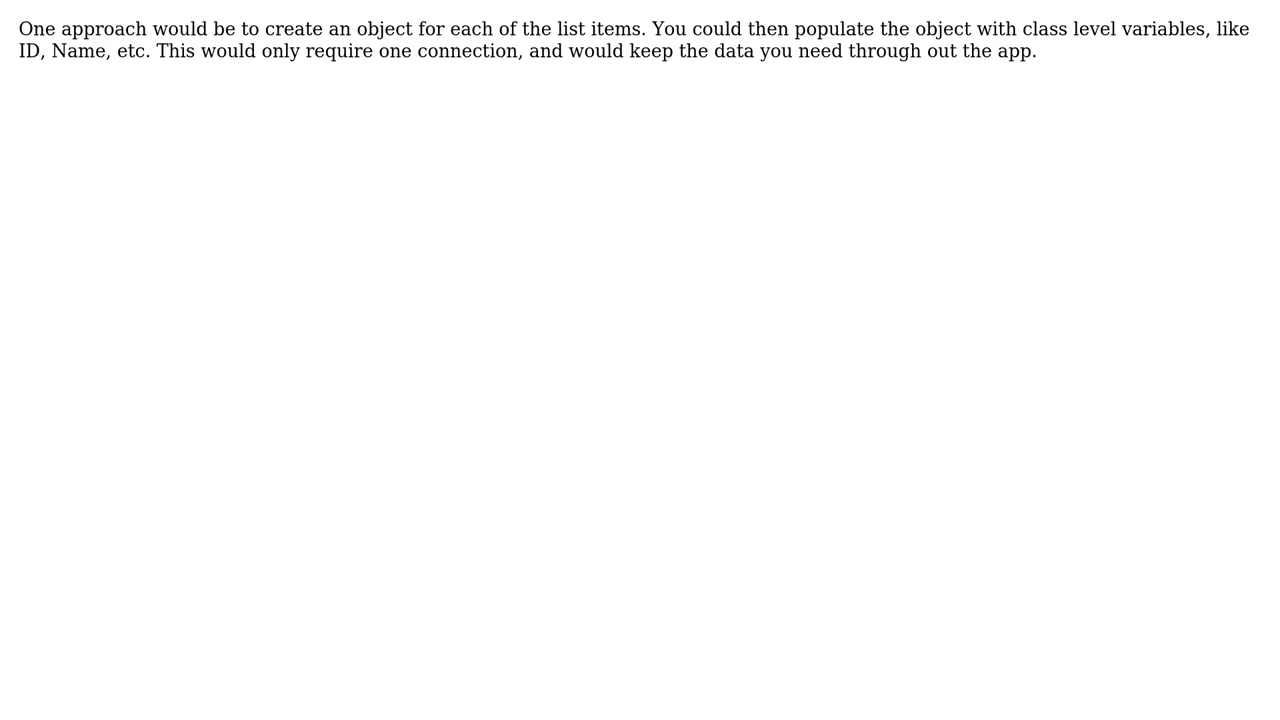 One approach would be to create an object for each of the list items. You could then populate the object with class level variables, like
ID, Name, etc. This would only require one connection, and would keep the data you need through out the app.